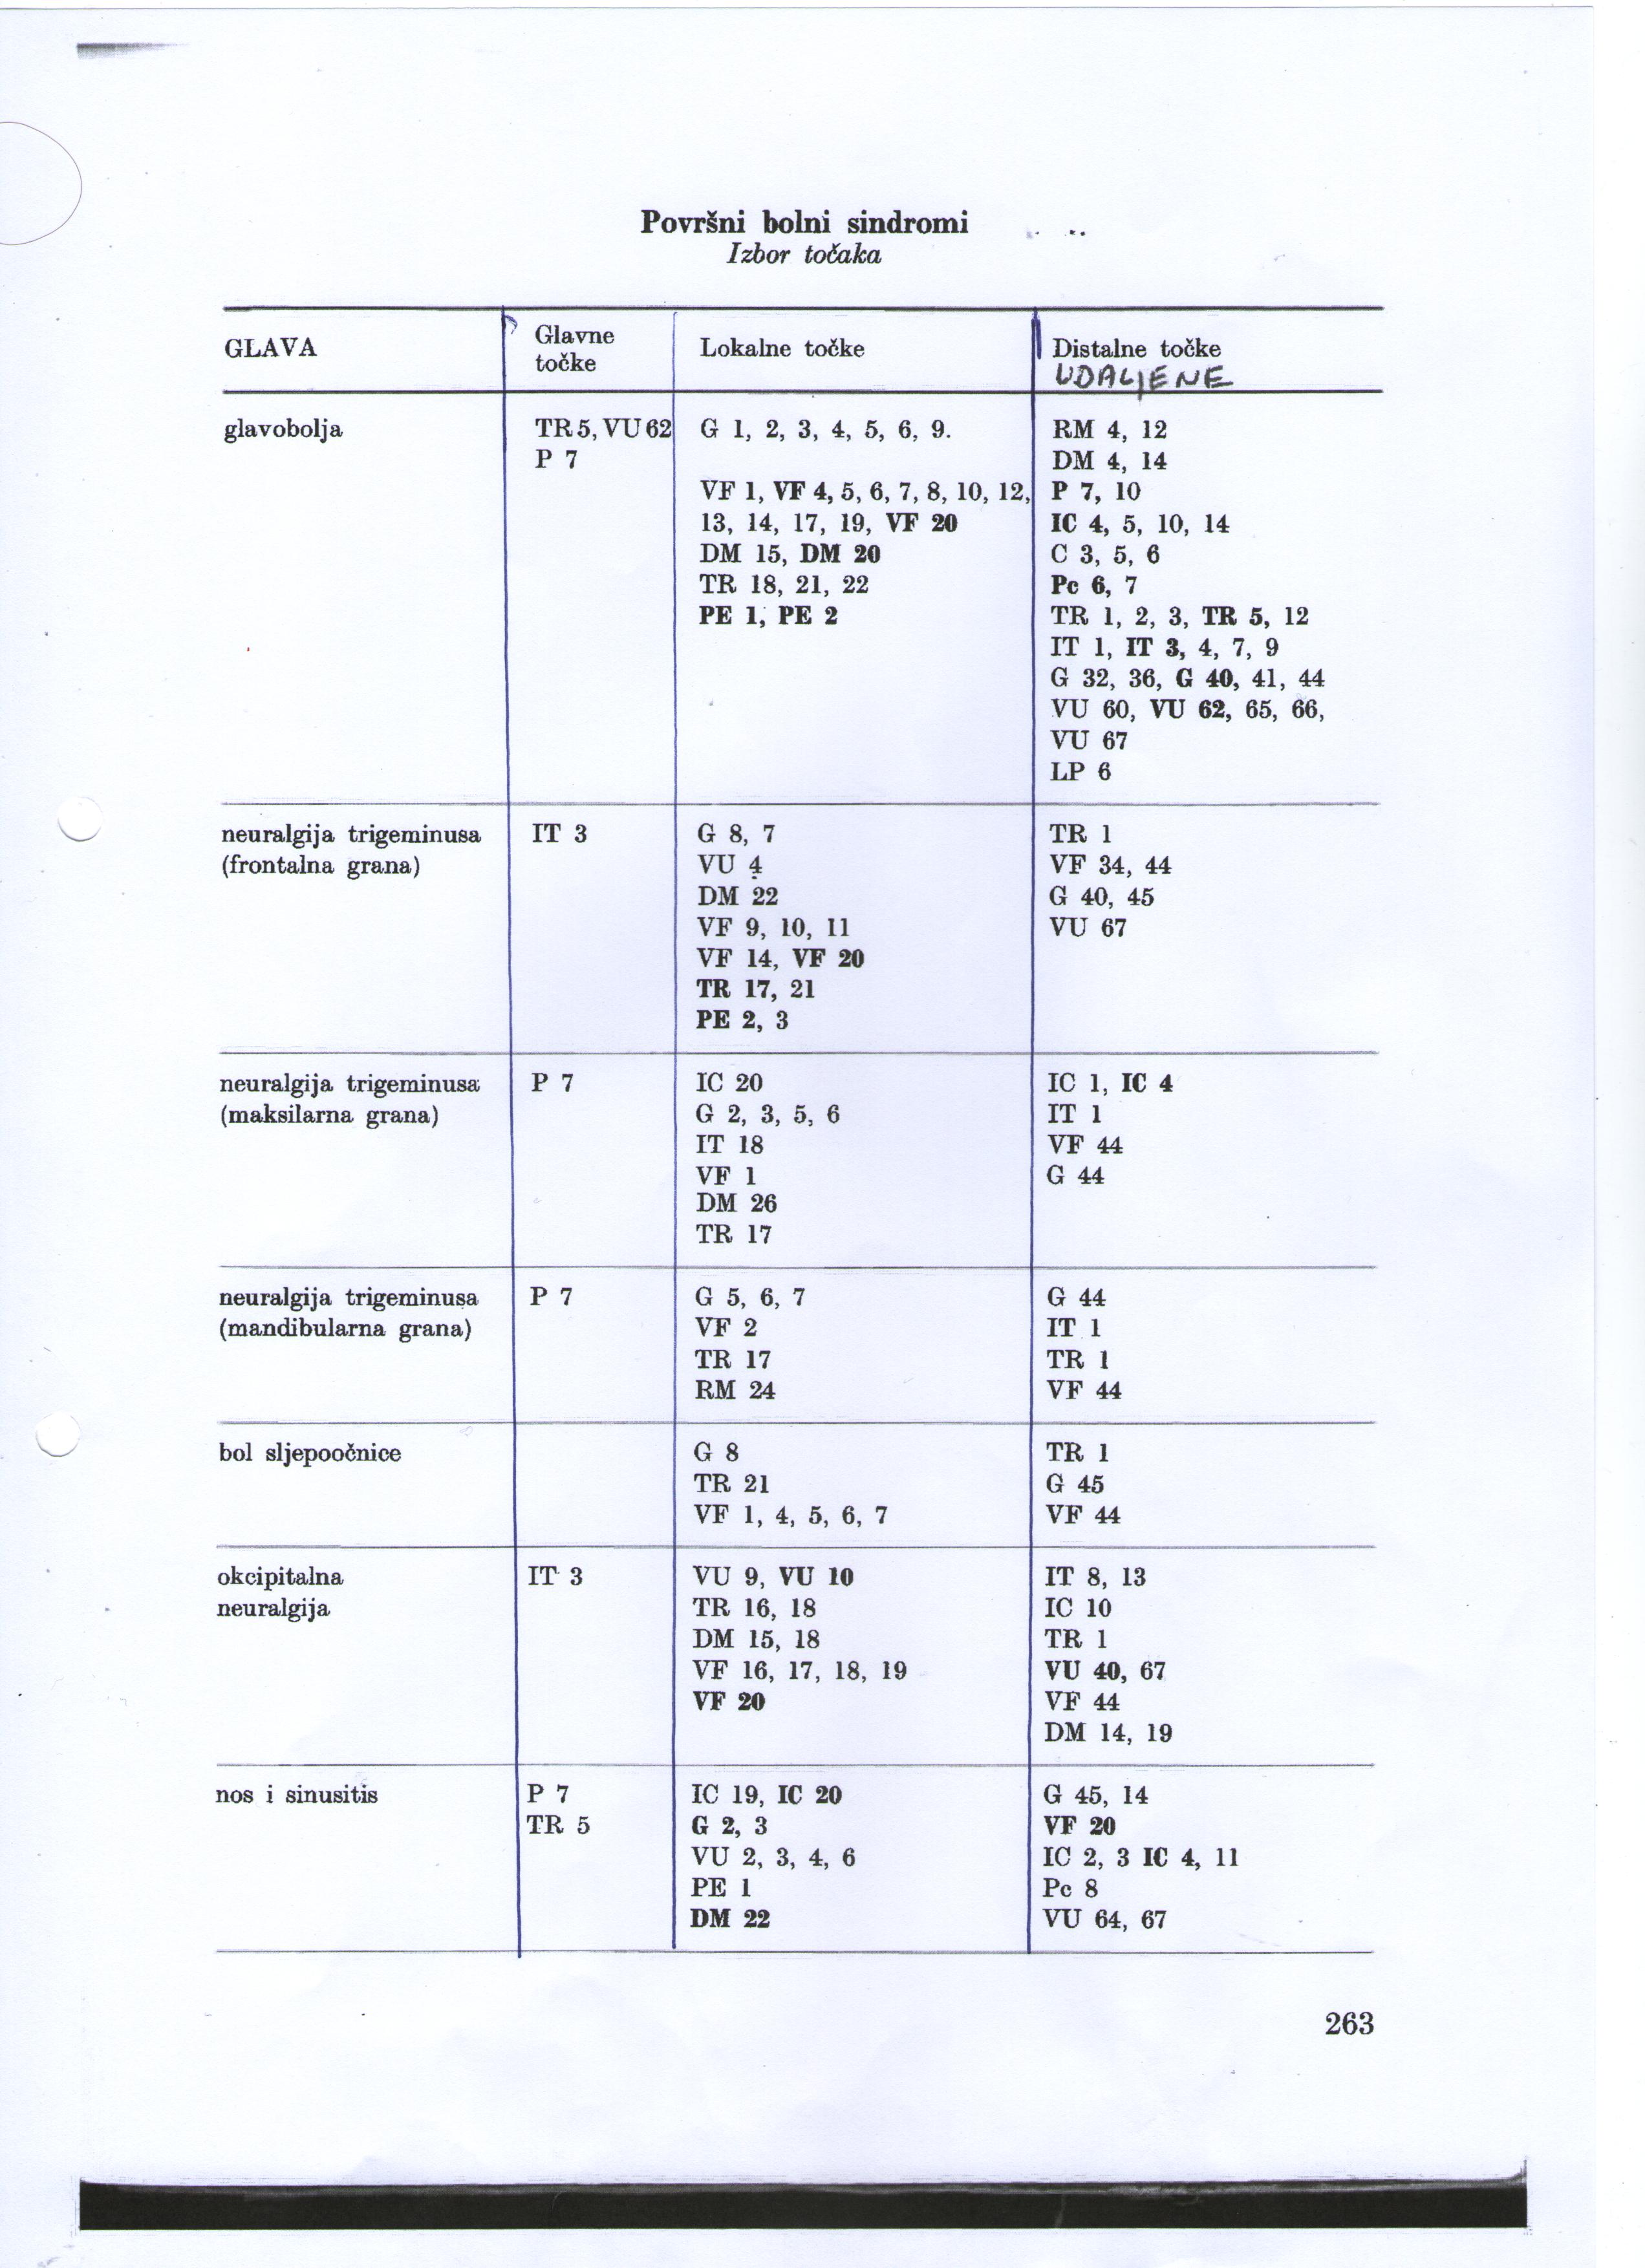 Površni bolni sindromi
Izbor točaka
GLAVA
Glavne
točke
Lokalne točke
Distalne točke
UDALJENE
glavobolja
TR 5, VU 62
P 7
G 1, 2, 3, 4, 5, 6, 9.
VF 1, VF 4, 5, 6, 7, 8, 10, 12,
13, 14, 17, 19, VF 20
DM 15, DM 20
TR 18, 21, 22
PE 1, PE 2
RM 4, 12
DM 4, 14
P 7, 10
IC 4, 5, 10, 14
C 3, 5, 6
Pc 6, 7
TR 1, 2, 3, TR 5, 12
IT 1, IT 3, 4, 7, 9
G 32, 36, G 40, 41, 44
VU 60, VU 62, 65, 66,
VU 67
LP 6
neuralgija trigeminusa
(frontalna grana)
IT 3
G 8, 7
VU 4
DM 22
VF 9, 10, 11
VF 14, VF 20
TR 17, 21
PE 2, 3
TR 1
VF 34, 44
G 40, 45
VU 67
neuralgija trigeminusa
(maksilarna grana)
P 7
IC 20
G 2, 3, 5, 6
IT 18
VF 1
DM 26
TR 17
IC 1, IC 4
IT 1
VF 44
G 44
neuralgija trigeminusa
(mandibularna grana)
P 7
G 5, 6, 7
VF 2
TR 17
RM 24
G 44
IT 1
TR 1
VF 44
bol sljepoočnice
G 8
TR 21
VF 1, 4, 5, 6, 7
TR 1
G 45
VF 44
okcipitalna
neuralgija
IT 3
VU 9, VU 10
TR 16, 18
DM 15, 18
VF 16, 17, 18, 19
VF 20
IT 8, 13
IC 10
TR 1
VU 40, 67
VF 44
DM 14, 19
nos i sinusitis
P 7
TR 5
IC 19, IC 20
G 2, 3
VU 2, 3, 4, 6
PE 1
DM 22
G 45, 14
VF 20
IC 2, 3 IC 4, 11
Pc 8
VU 64, 67
263